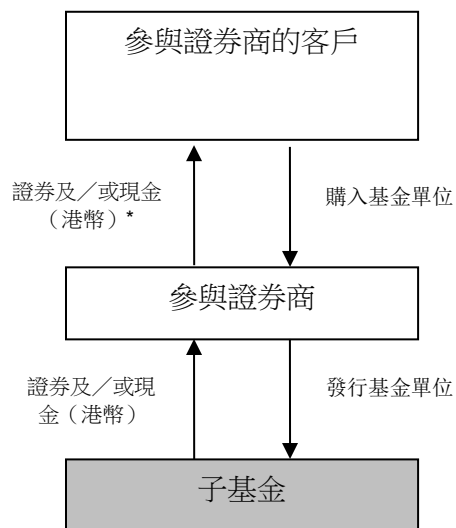 參與證券商的客戶
證券及／或現金
（港幣）*
購入基金單位
參與證券商
證券及／或現
金（港幣）
發行基金單位
子基金